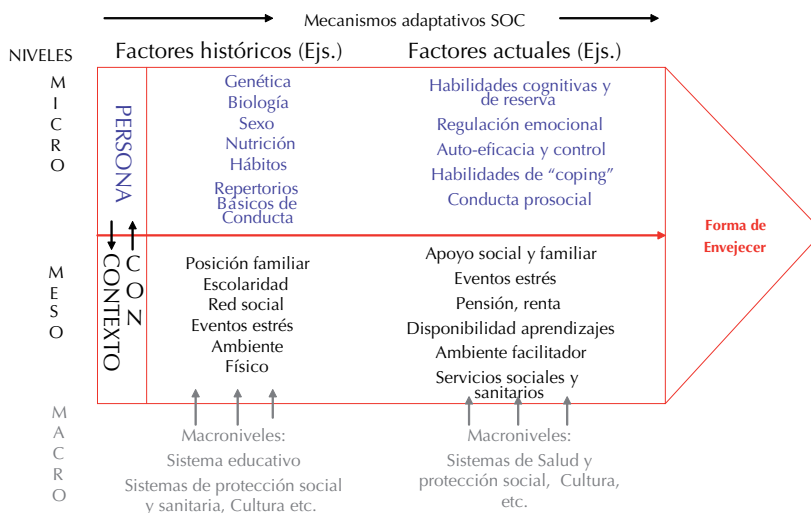 Mecanismos adaptativos SOC
NIVELES
Factores históricos (Ejs.)
Factores actuales (Ejs.)
MICRO
PERSONA
Genética
Biología
Sexo
Nutrición
Hábitos
Repertorios
Básicos de
Conducta
Habilidades cognitivas y
de reserva
Regulación emocional
Auto-eficacia y control
Habilidades de “coping”
Conducta prosocial
Forma de
Envejecer
MESO
CONTEXTO
CON
Posición familiar
Escolaridad
Red social
Eventos estrés
Ambiente
Físico
Apoyo social y familiar
Eventos estrés
Pensión, renta
Disponibilidad aprendizajes
Ambiente facilitador
Servicios sociales y
sanitarios
MACRO
Macroniveles:
Sistema educativo
Sistemas de protección social
y sanitaria, Cultura etc.
Macroniveles:
Sistemas de Salud y
protección social, Cultura,
etc.